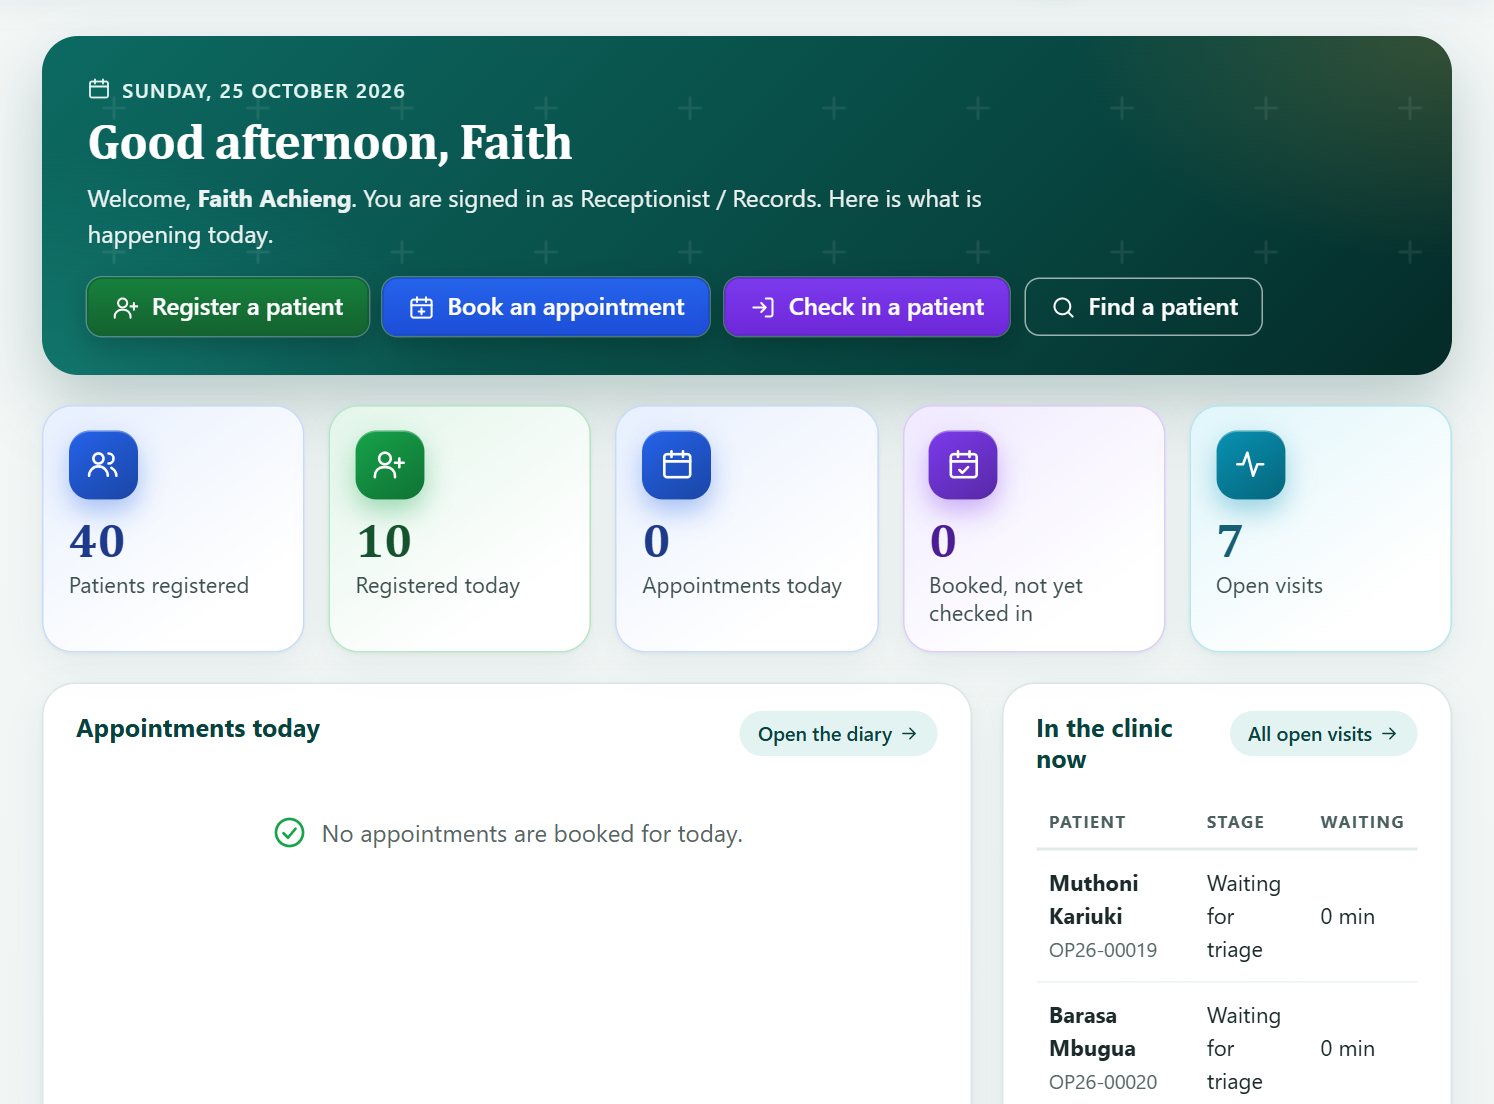 SUNDAY, 25 OCTOBER 2026
Good afternoon, Faith
Welcome, Faith Achieng. You are signed in as Receptionist / Records. Here is what is
happening today.
Register a patient
Book an appointment
Check in a patient
Find a patient
40
Patients registered
10
Registered today
0
Appointments today
0
Booked, not yet
checked in
7
Open visits
Appointments today
Open the diary →
No appointments are booked for today.
In the clinic
now
All open visits →
PATIENT STAGE WAITING
Muthoni
Kariuki
OP26-00019
Waiting
for
triage
0 min
Barasa
Mbugua
OP26-00020
Waiting
for
triage
0 min